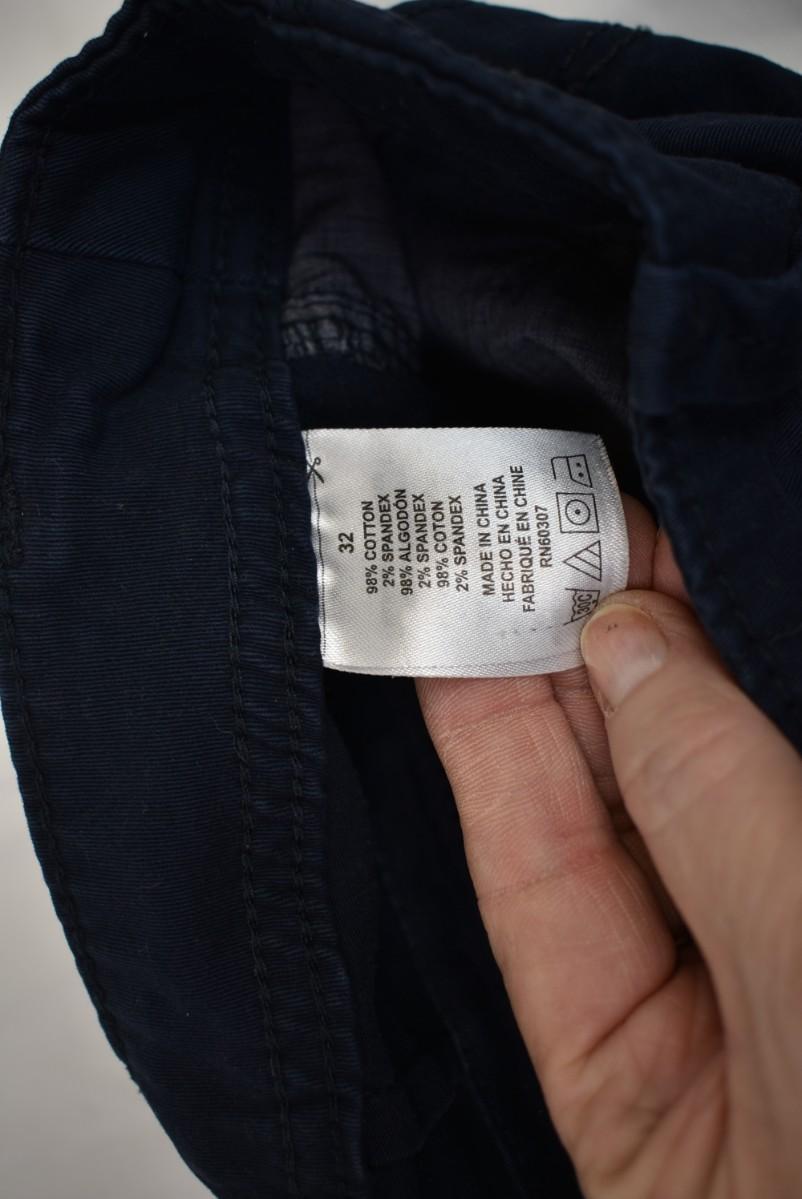 32
98% COTTON
2% SPANDEX
98% ALGODÓN
2% SPANDEX
98% COTON
2% SPANDEX
MADE IN CHINA
HECHO EN CHINA
FABRIQUÉ EN CHINE
RN60307
30C